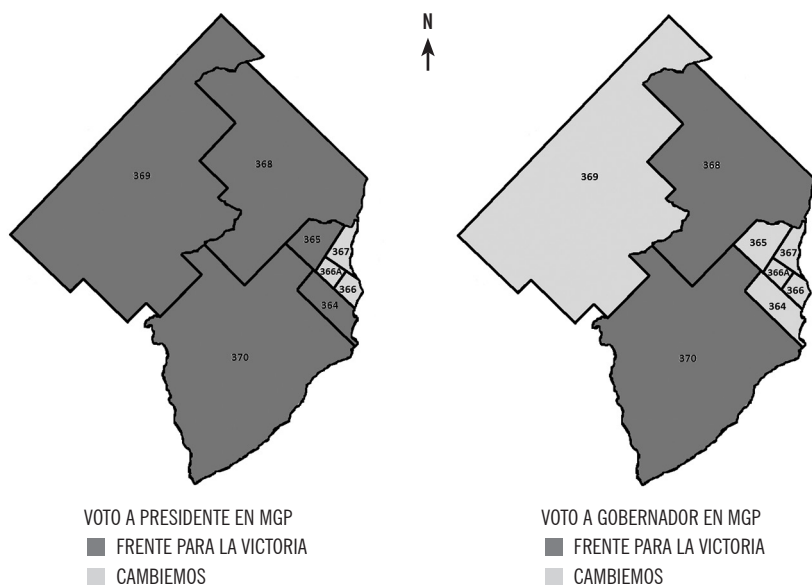 N
369
368
365
367
366A
366
364
370
369
368
365
367
366A
366
364
370
VOTO A PRESIDENTE EN MGP
FRENTE PARA LA VICTORIA
CAMBIEMOS
VOTO A GOBERNADOR EN MGP
FRENTE PARA LA VICTORIA
CAMBIEMOS